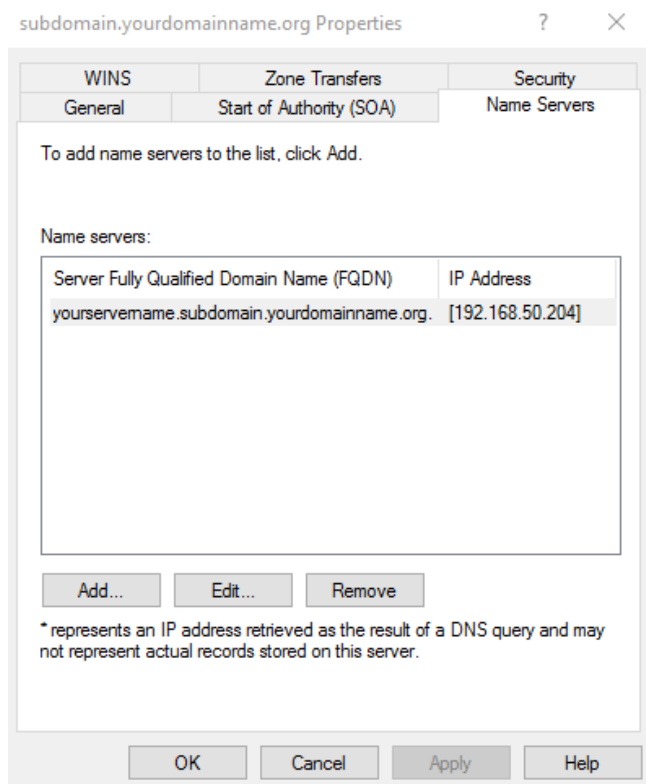 subdomain.yourdomainname.org Properties ? ×
WINS Zone Transfers Security
General Start of Authority (SOA) Name Servers
To add name servers to the list, click Add.
Name servers:
Server Fully Qualified Domain Name (FQDN) IP Address
yourservername.subdomain.yourdomainname.org. [192.168.50.204]
Add... Edit... Remove
* represents an IP address retrieved as the result of a DNS query and may
not represent actual records stored on this server.
OK Cancel Apply Help